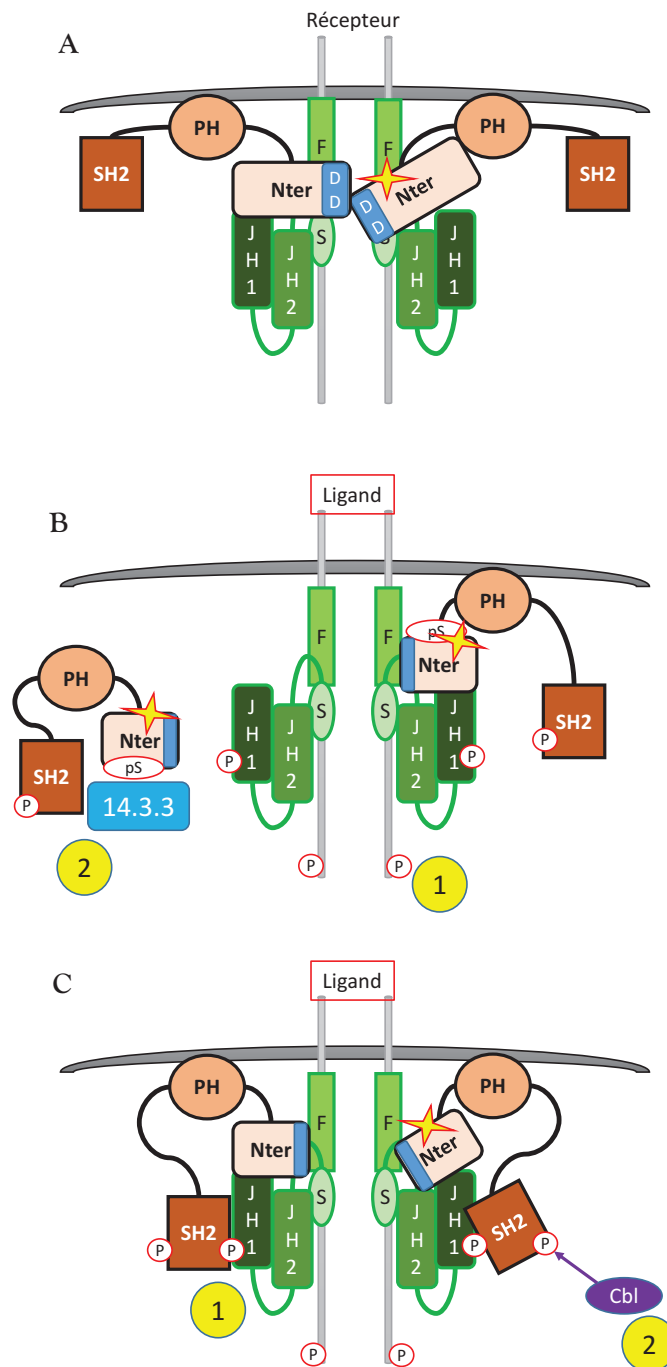 Récepteur
A
PH
PH
SH2
F
F
SH2
Nter
D
D
Nter
D
D
J
H
1
J
H
2
S
S
J
H
2
J
H
1
B
Ligand
PH
F
F
pS
Nter
PH
Nter
pS
SH2
P
14.3.3
2
J
H
1
P
J
H
2
S
S
J
H
2
J
H
1
P
SH2
P
P
P
1
C
Ligand
PH
PH
F
F
Nter
Nter
SH2
P
P
J
H
1
J
H
2
S
S
J
H
2
J
H
1
P
SH2
P
1
Cbl
2
P
P